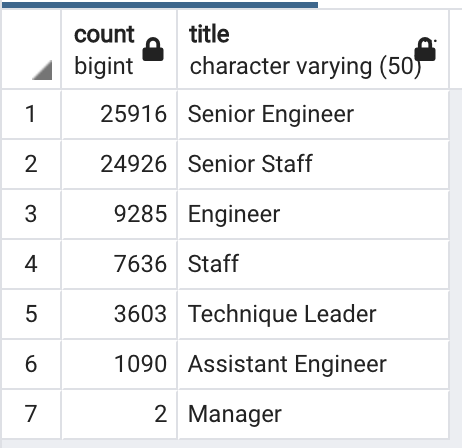 count title
bigint character varying (50)
1 25916 Senior Engineer
2 24926 Senior Staff
3 9285 Engineer
4 7636 Staff
5 3603 Technique Leader
6 1090 Assistant Engineer
7 2 Manager